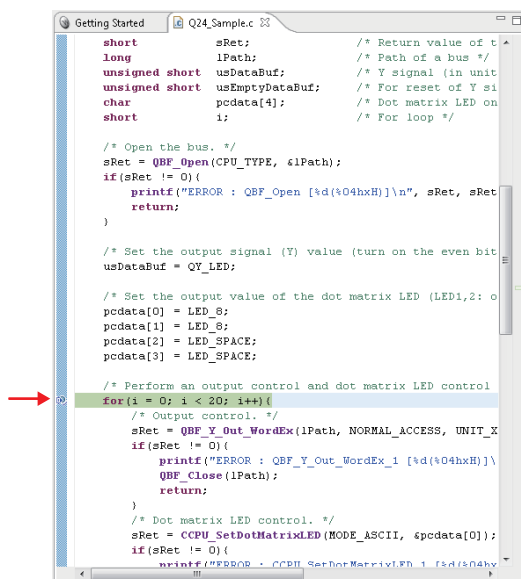 Getting Started Q24_Sample.c
short sRet; /* Return value of t
long lPath; /* Path of a bus */
unsigned short usDataBuf; /* Y signal (in unit
unsigned short usEmptyDataBuf; /* For reset of Y si
char pcdata[4]; /* Dot matrix LED on
short i; /* For loop */
/* Open the bus. */
sRet = QBF_Open(CPU_TYPE, &lPath);
if(sRet != 0){
printf("ERROR : QBF_Open [%d(%04hxH)]\n", sRet, sRet
return;
}
/* Set the output signal (Y) value (turn on the even bit
usDataBuf = QY_LED;
/* Set the output value of the dot matrix LED (LED1,2: o
pcdata[0] = LED_8;
pcdata[1] = LED_8;
pcdata[2] = LED_SPACE;
pcdata[3] = LED_SPACE;
/* Perform an output control and dot matrix LED control
for(i = 0; i < 20; i++){
/* Output control. */
sRet = QBF_Y_Out_WordEx(lPath, NORMAL_ACCESS, UNIT_X
if(sRet != 0){
printf("ERROR : QBF_Y_Out_WordEx_1 [%d(%04hxH)]\
QBF_Close(lPath);
return;
}
/* Dot matrix LED control. */
sRet = CCPU_SetDotMatrixLED(MODE_ASCII, &pcdata[0]);
if(sRet != 0){
printf("ERROR : CCPU_SetDotMatrixLED_1 [%d(%04hx